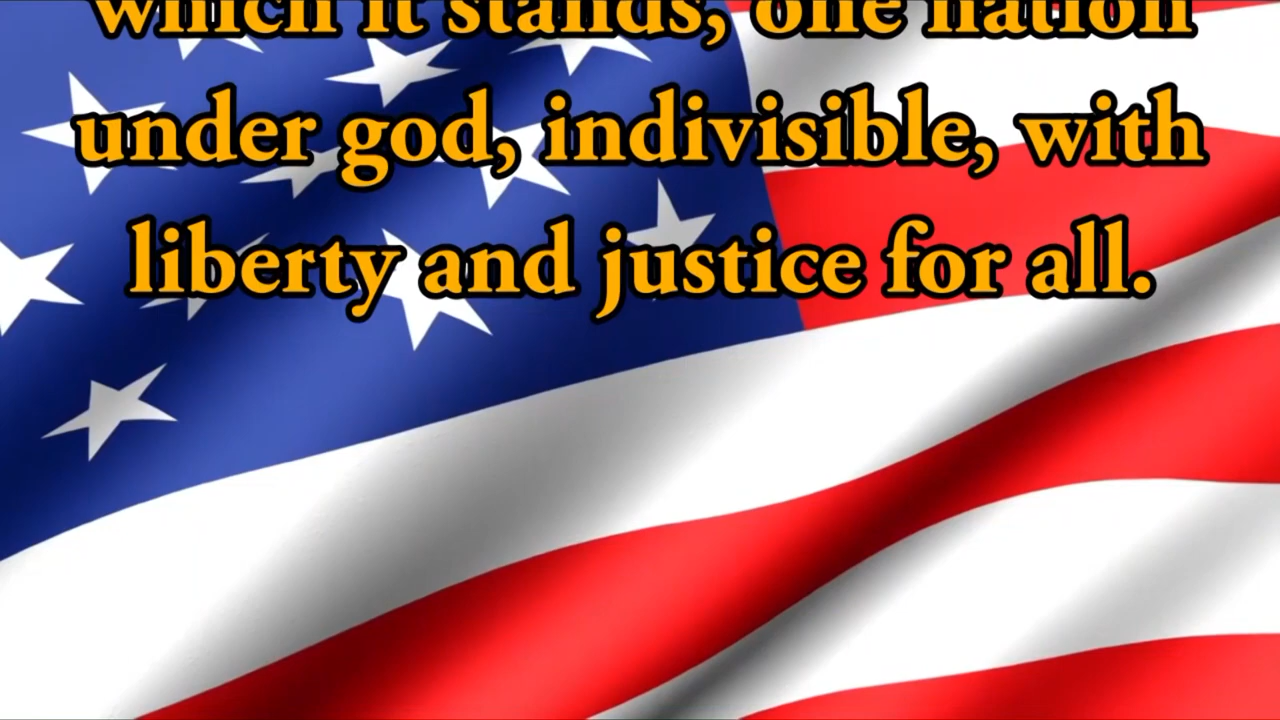 which it stands, one nation
under god, indivisible, with
liberty and justice for all.